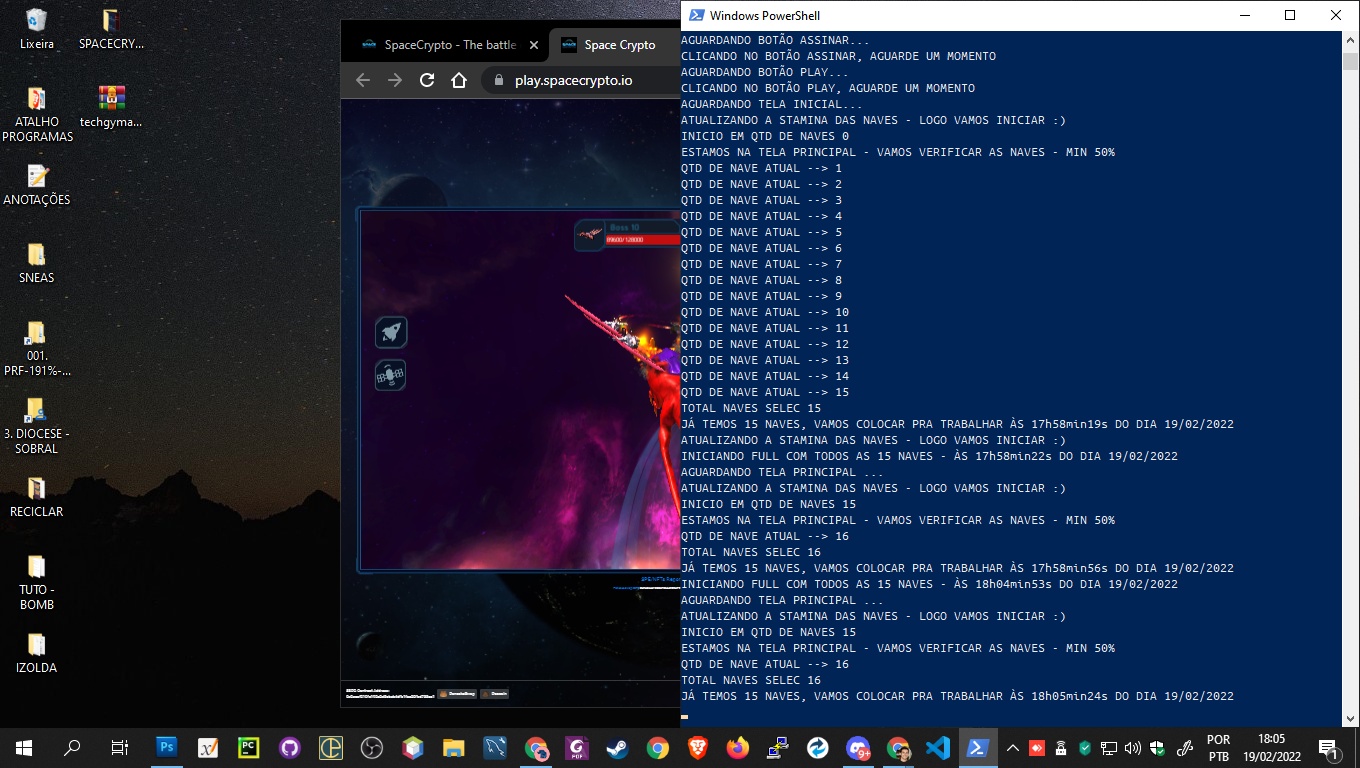 Lixeira
SPACECRY...
ATALHO
PROGRAMAS
techgyma...
ANOTAÇÕES
SNEAS
001.
PRF-191%-...
3. DIOCESE -
SOBRAL
RECICLAR
TUTO -
BOMB
IZOLDA
SpaceCrypto - The battle
Space Crypto
play.spacecrypto.io
Boss 10
89600/128000
Windows PowerShell
AGUARDANDO BOTÃO ASSINAR...
CLICANDO NO BOTÃO ASSINAR, AGUARDE UM MOMENTO
AGUARDANDO BOTÃO PLAY...
CLICANDO NO BOTÃO PLAY, AGUARDE UM MOMENTO
AGUARDANDO TELA INICIAL...
ATUALIZANDO A STAMINA DAS NAVES - LOGO VAMOS INICIAR :)
INICIO EM QTD DE NAVES 0
ESTAMOS NA TELA PRINCIPAL - VAMOS VERIFICAR AS NAVES - MIN 50%
QTD DE NAVE ATUAL --> 1
QTD DE NAVE ATUAL --> 2
QTD DE NAVE ATUAL --> 3
QTD DE NAVE ATUAL --> 4
QTD DE NAVE ATUAL --> 5
QTD DE NAVE ATUAL --> 6
QTD DE NAVE ATUAL --> 7
QTD DE NAVE ATUAL --> 8
QTD DE NAVE ATUAL --> 9
QTD DE NAVE ATUAL --> 10
QTD DE NAVE ATUAL --> 11
QTD DE NAVE ATUAL --> 12
QTD DE NAVE ATUAL --> 13
QTD DE NAVE ATUAL --> 14
QTD DE NAVE ATUAL --> 15
TOTAL NAVES SELEC 15
JÁ TEMOS 15 NAVES, VAMOS COLOCAR PRA TRABALHAR ÀS 17h58min19s DO DIA 19/02/2022
ATUALIZANDO A STAMINA DAS NAVES - LOGO VAMOS INICIAR :)
INICIANDO FULL COM TODOS AS 15 NAVES - ÀS 17h58min22s DO DIA 19/02/2022
AGUARDANDO TELA PRINCIPAL ...
ATUALIZANDO A STAMINA DAS NAVES - LOGO VAMOS INICIAR :)
INICIO EM QTD DE NAVES 15
ESTAMOS NA TELA PRINCIPAL - VAMOS VERIFICAR AS NAVES - MIN 50%
QTD DE NAVE ATUAL --> 16
TOTAL NAVES SELEC 16
JÁ TEMOS 15 NAVES, VAMOS COLOCAR PRA TRABALHAR ÀS 17h58min56s DO DIA 19/02/2022
INICIANDO FULL COM TODOS AS 15 NAVES - ÀS 18h04min53s DO DIA 19/02/2022
AGUARDANDO TELA PRINCIPAL ...
ATUALIZANDO A STAMINA DAS NAVES - LOGO VAMOS INICIAR :)
INICIO EM QTD DE NAVES 15
ESTAMOS NA TELA PRINCIPAL - VAMOS VERIFICAR AS NAVES - MIN 50%
QTD DE NAVE ATUAL --> 16
TOTAL NAVES SELEC 16
JÁ TEMOS 15 NAVES, VAMOS COLOCAR PRA TRABALHAR ÀS 18h05min24s DO DIA 19/02/2022
Ps
PC
PDF
9+
POR
PTB
18:05
19/02/2022
1